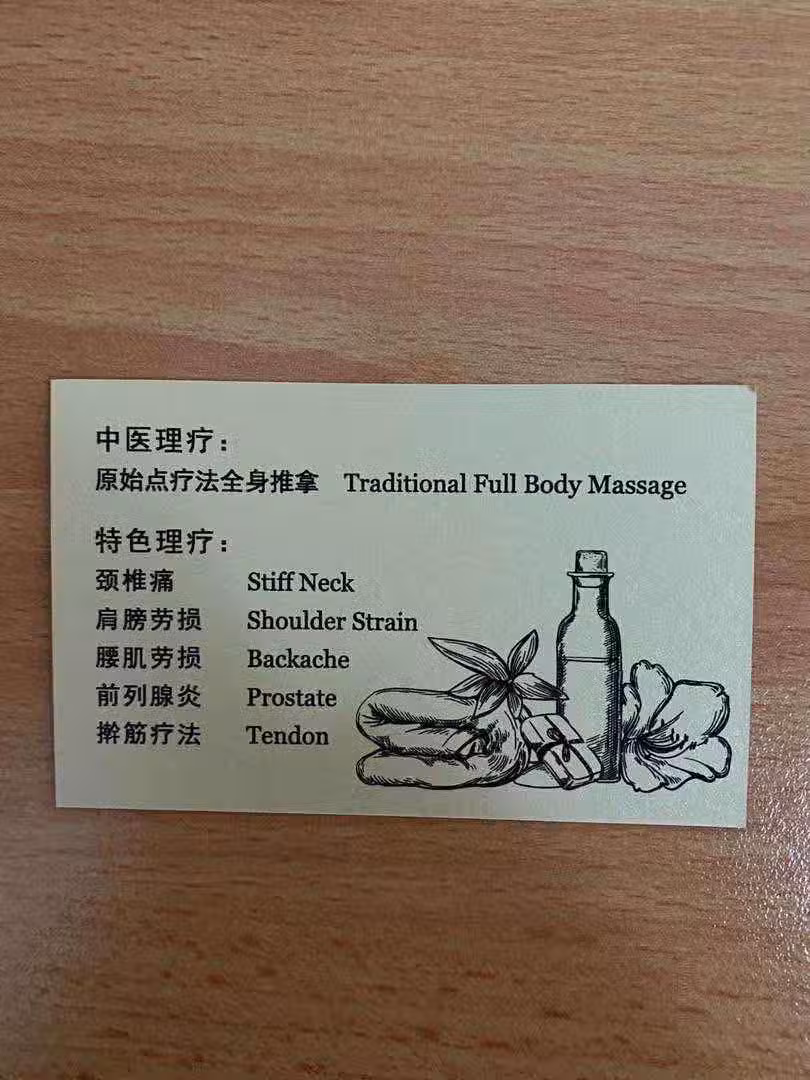 中医理疗：
原始点疗法全身推拿 Traditional Full Body Massage
特色理疗：
颈椎痛 Stiff Neck
肩膀劳损 Shoulder Strain
腰肌劳损 Backache
前列腺炎 Prostate
擀筋疗法 Tendon